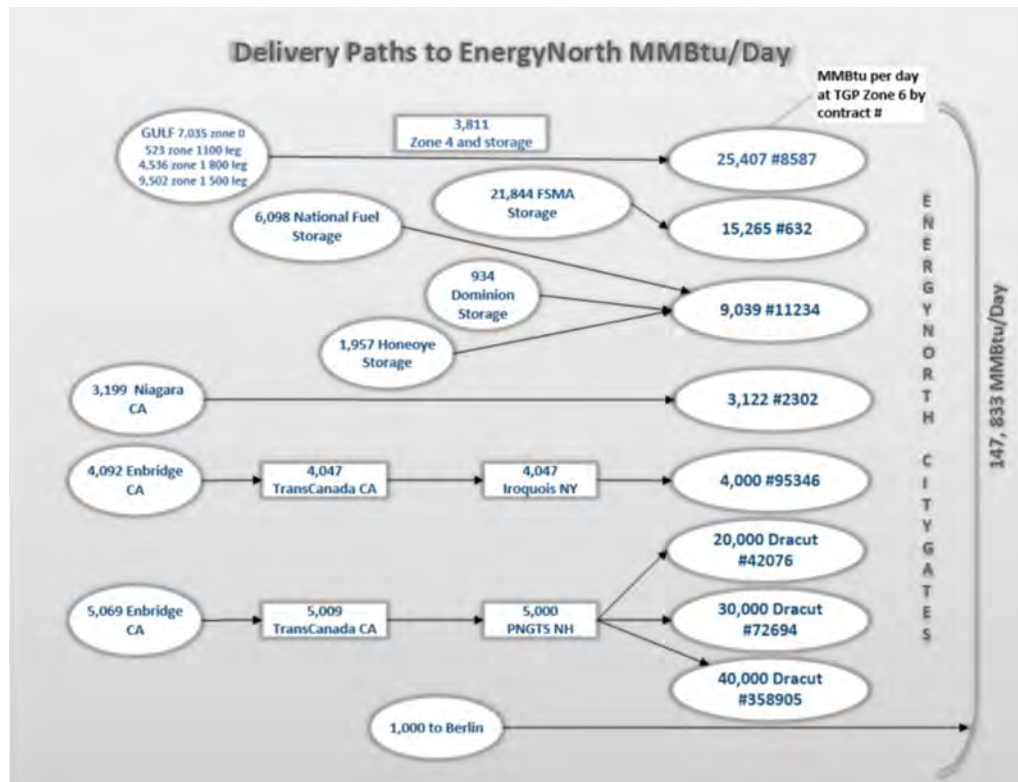 Delivery Paths to EnergyNorth MMBtu/Day
MMBtu per day
at TGP Zone 6 by
contract #
GULF 7,035 zone 0
523 zone 1100 leg
4,536 zone 1 800 leg
9,502 zone 1 500 leg
3,811
Zone 4 and storage
25,407 #8587
21,844 FSMA
Storage
15,265 #632
6,098 National Fuel
Storage
934
Dominion
Storage
9,039 #11234
1,957 Honeoye
Storage
3,199 Niagara
CA
3,122 #2302
4,092 Enbridge
CA
4,047
TransCanada CA
4,047
Iroquois NY
4,000 #95346
20,000 Dracut
#42076
5,069 Enbridge
CA
5,009
TransCanada CA
5,000
PNGTS NH
30,000 Dracut
#72694
40,000 Dracut
#358905
1,000 to Berlin
ENERGYNORTH CITYGATES
147, 833 MMBtu/Day